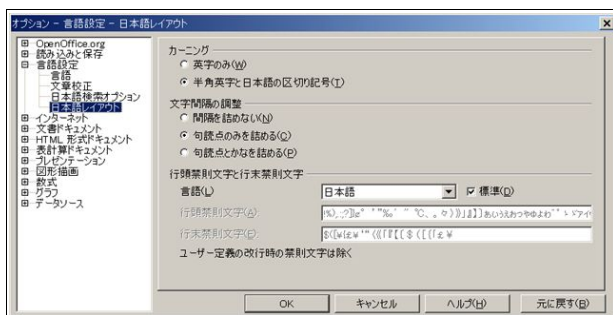 オプション - 言語設定 - 日本語レイアウト
OpenOffice.org
読み込みと保存
言語設定
言語
文章校正
日本語検索オプション
日本語レイアウト
インターネット
文書ドキュメント
HTML 形式ドキュメント
表計算ドキュメント
プレゼンテーション
図形描画
数式
グラフ
データソース
カーニング
英字のみ(W)
半角英字と日本語の区切り記号(T)
文字間隔の調整
間隔を詰めない(N)
句読点のみを詰める(C)
句読点とかなを詰める(P)
行頭禁則文字と行末禁則文字
言語(L) 日本語 標準(D)
行頭禁則文字(A):
行末禁則文字(E):
ユーザー定義の改行時の禁則文字は除く
OK キャンセル ヘルプ(H) 元に戻す(B)